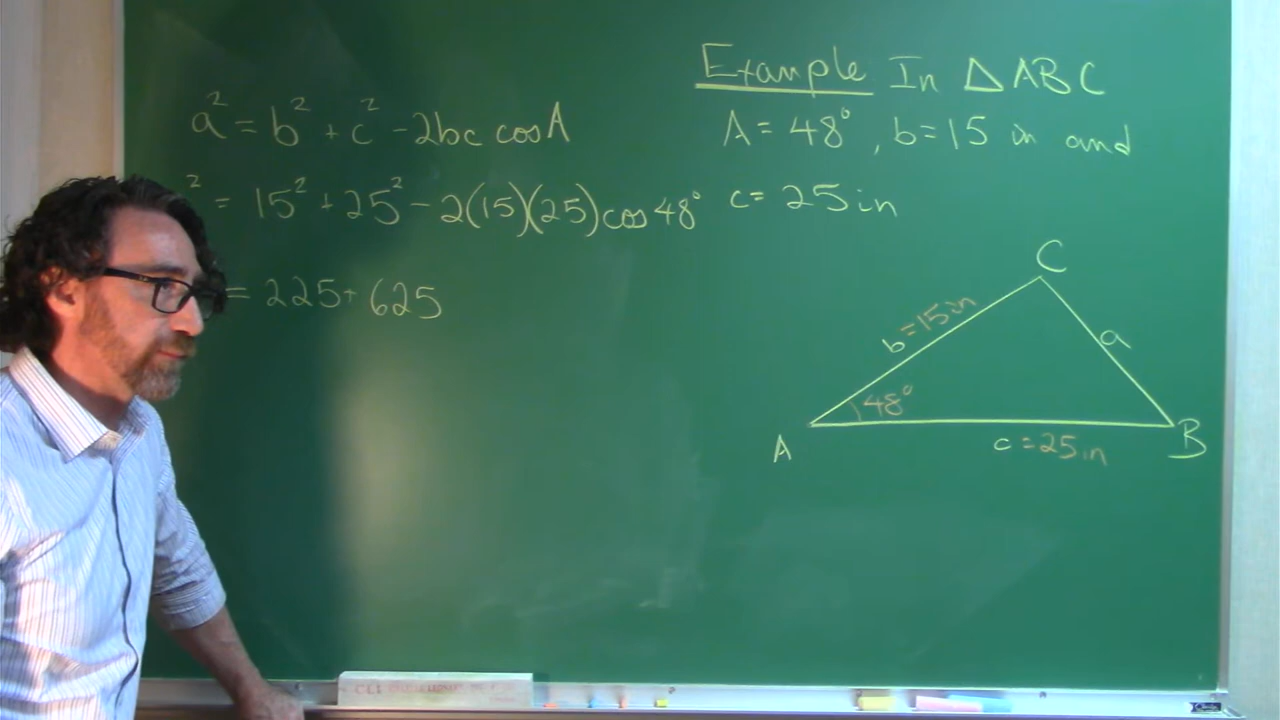 a² = b² + c² - 2bc cos A
² = 15² + 25² - 2(15)(25) cos 48°
= 225 + 625
Example In △ABC
A = 48°, b = 15 in and
c = 25 in
C
b = 15 in
a
48°
A
c = 25 in
B